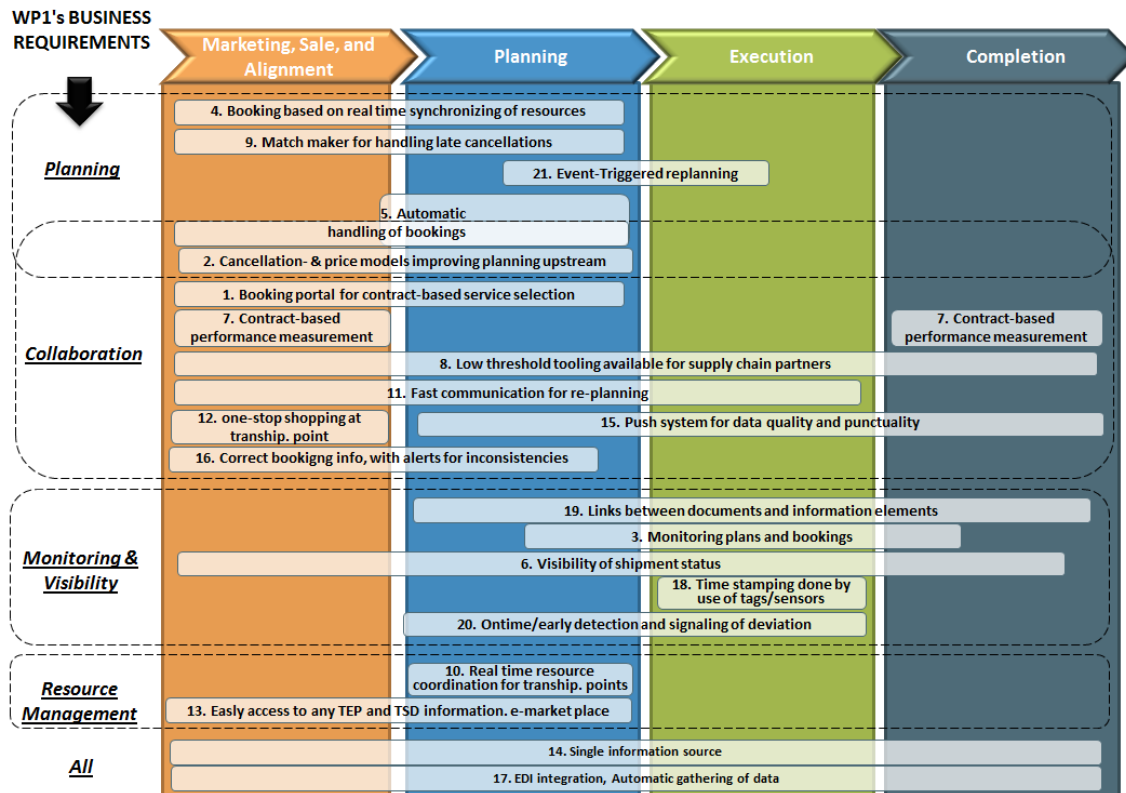 WP1's BUSINESS
REQUIREMENTS
Marketing, Sale, and
Alignment
Planning
Execution
Completion
Planning
4. Booking based on real time synchronizing of resources
9. Match maker for handling late cancellations
21. Event-Triggered replanning
5. Automatic
handling of bookings
2. Cancellation- & price models improving planning upstream
Collaboration
1. Booking portal for contract-based service selection
7. Contract-based
performance measurement
7. Contract-based
performance measurement
8. Low threshold tooling available for supply chain partners
11. Fast communication for re-planning
12. one-stop shopping at
tranship. point
15. Push system for data quality and punctuality
16. Correct bookigng info, with alerts for inconsistencies
Monitoring &
Visibility
19. Links between documents and information elements
3. Monitoring plans and bookings
6. Visibility of shipment status
18. Time stamping done by
use of tags/sensors
20. Ontime/early detection and signaling of deviation
Resource
Management
10. Real time resource
coordination for tranship. points
13. Easly access to any TEP and TSD information. e-market place
All
14. Single information source
17. EDI integration, Automatic gathering of data